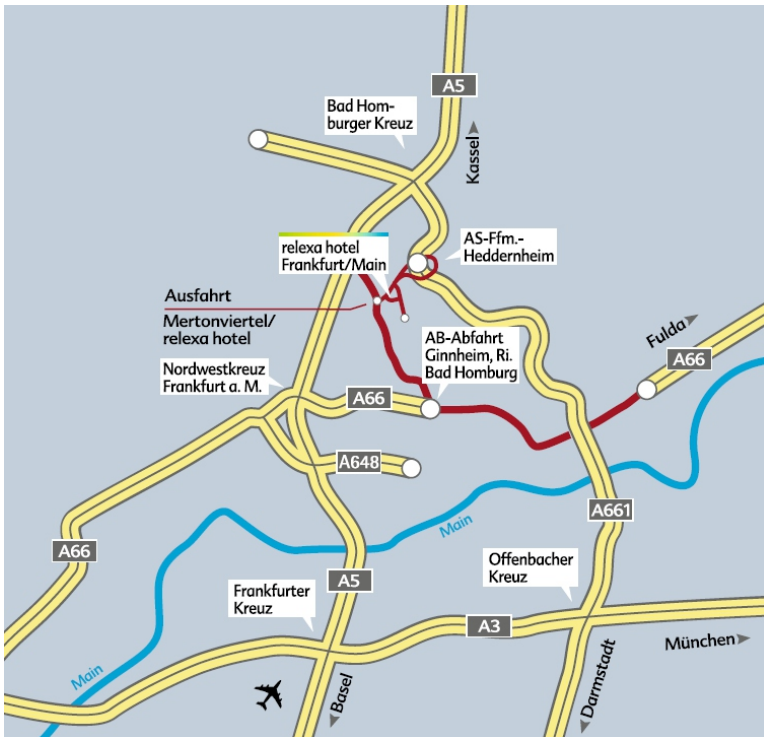 A5
Bad Hom-
burger Kreuz
Kassel
relexa hotel
Frankfurt/Main
AS-Ffm.-
Heddernheim
Ausfahrt
Mertonviertel/
relexa hotel
AB-Abfahrt
Ginnheim, Ri.
Bad Homburg
Fulda
A66
Nordwestkreuz
Frankfurt a. M.
A66
A648
A661
Main
A66
Offenbacher
Kreuz
A5
Frankfurter
Kreuz
A3
München
Main
Basel
Darmstadt